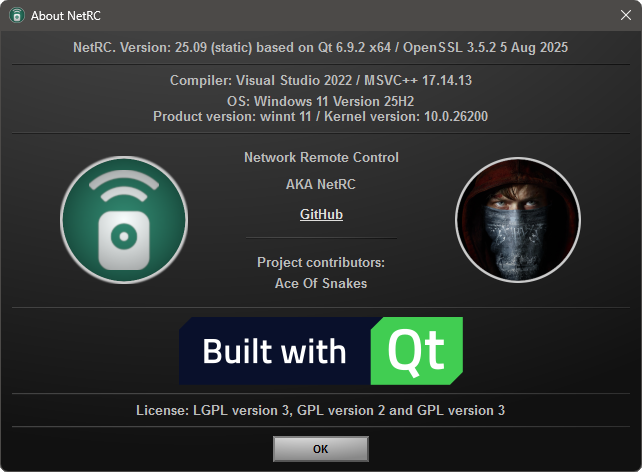 About NetRC
NetRC. Version: 25.09 (static) based on Qt 6.9.2 x64 / OpenSSL 3.5.2 5 Aug 2025
Compiler: Visual Studio 2022 / MSVC++ 17.14.13
OS: Windows 11 Version 25H2
Product version: winnt 11 / Kernel version: 10.0.26200
Network Remote Control
AKA NetRC
GitHub
Project contributors:
Ace Of Snakes
Built with Qt
License: LGPL version 3, GPL version 2 and GPL version 3
OK